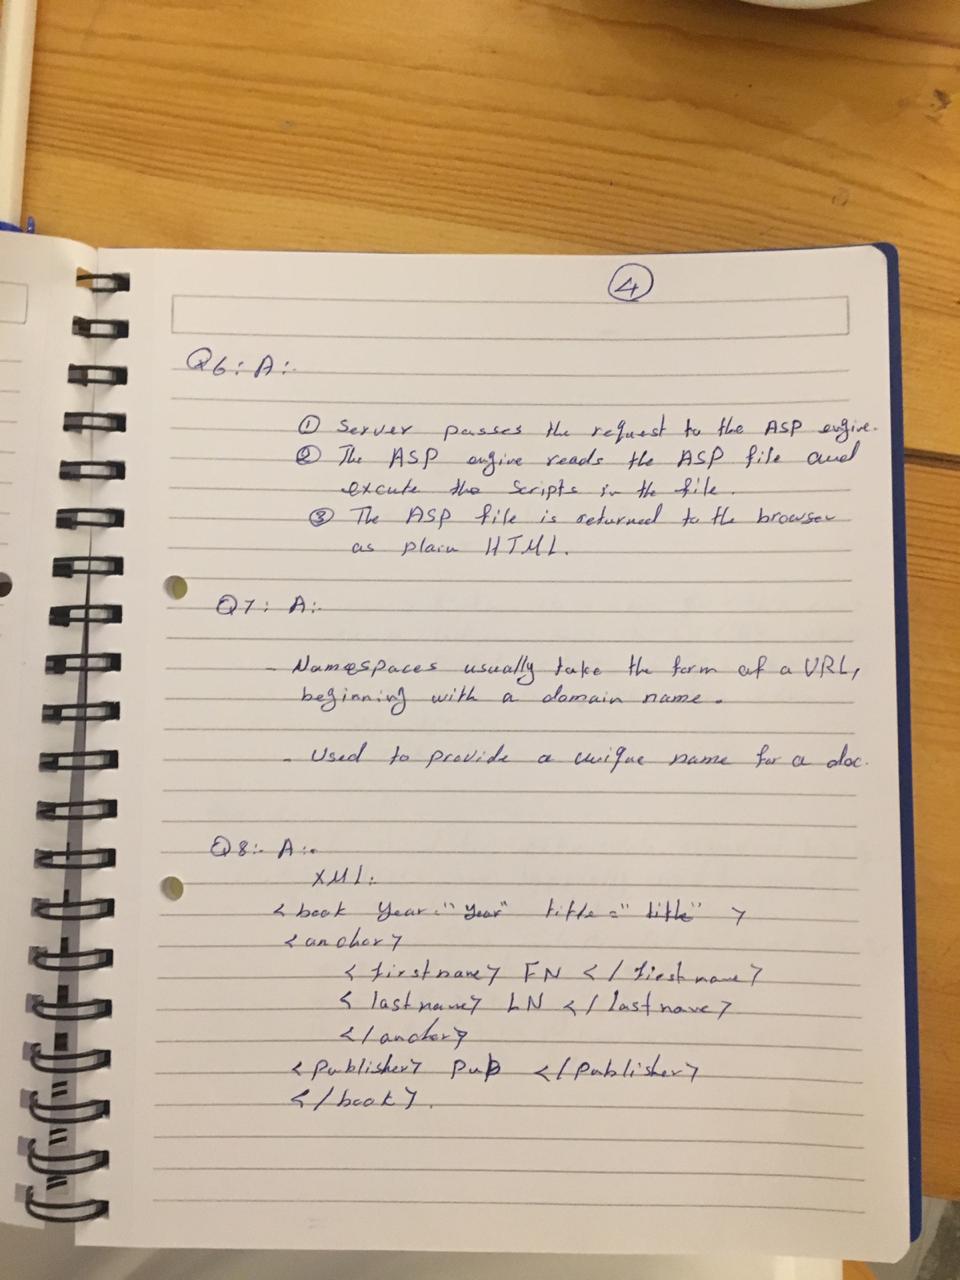 4
Q6: A:-
① Server passes the request to the ASP engine.
② The ASP engine reads the ASP file and
excute the scripts in the file.
③ The ASP file is returned to the browser
as plain HTML.
Q7: A:-
- Namespaces usually take the form of a URL,
beginning with a domain name.
- Used to provide a unique name for a doc.
Q8:- A:-
XML:
<book year="year" title="title" >
<anchor>
<firstname> FN </firstname>
<lastname> LN </lastname>
</anchor>
<publisher> pub </publisher>
</book>.